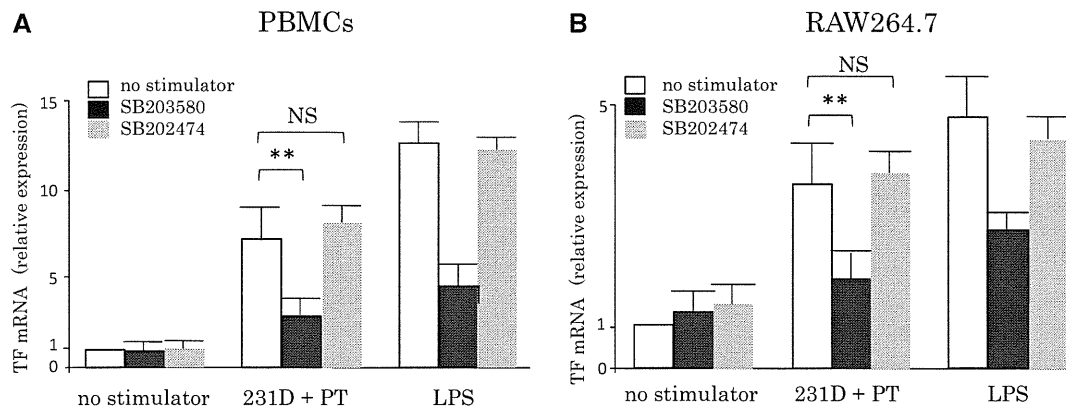 A
PBMCs
no stimulator
SB203580
SB202474
TF mRNA (relative expression)
15
10
5
1
0
NS
**
no stimulator
231D + PT
LPS
B
RAW264.7
no stimulator
SB203580
SB202474
TF mRNA (relative expression)
5
1
0
NS
**
no stimulator
231D + PT
LPS